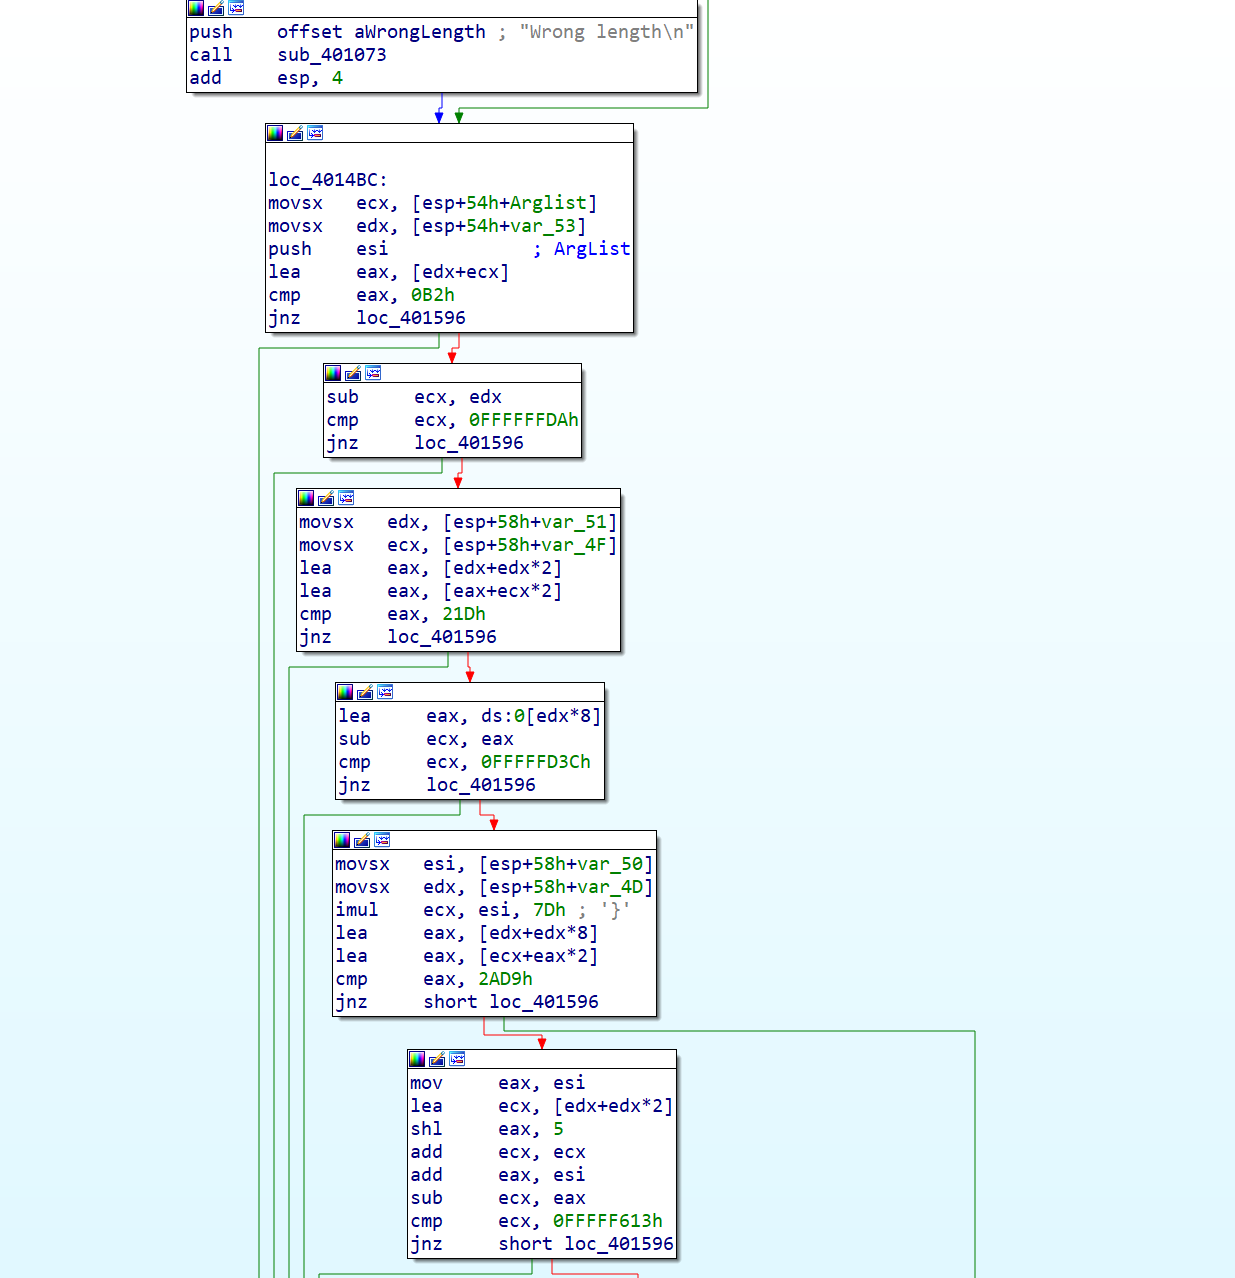 push    offset aWrongLength ; "Wrong length\n"
call    sub_401073
add     esp, 4
loc_4014BC:
movsx   ecx, [esp+54h+Arglist]
movsx   edx, [esp+54h+var_53]
push    esi             ; ArgList
lea     eax, [edx+ecx]
cmp     eax, 0B2h
jnz     loc_401596
sub     ecx, edx
cmp     ecx, 0FFFFFFDAh
jnz     loc_401596
movsx   edx, [esp+58h+var_51]
movsx   ecx, [esp+58h+var_4F]
lea     eax, [edx+edx*2]
lea     eax, [eax+ecx*2]
cmp     eax, 21Dh
jnz     loc_401596
lea     eax, ds:0[edx*8]
sub     ecx, eax
cmp     ecx, 0FFFFFD3Ch
jnz     loc_401596
movsx   esi, [esp+58h+var_50]
movsx   edx, [esp+58h+var_4D]
imul    ecx, esi, 7Dh ; '}'
lea     eax, [edx+edx*8]
lea     eax, [ecx+eax*2]
cmp     eax, 2AD9h
jnz     short loc_401596
mov     eax, esi
lea     ecx, [edx+edx*2]
shl     eax, 5
add     ecx, ecx
add     eax, esi
sub     ecx, eax
cmp     ecx, 0FFFFF613h
jnz     short loc_401596